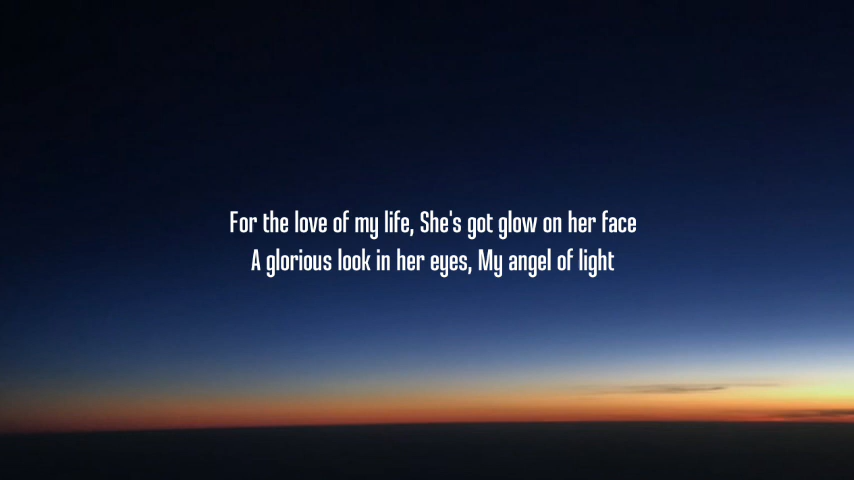 For the love of my life, She's got glow on her face
A glorious look in her eyes, My angel of light